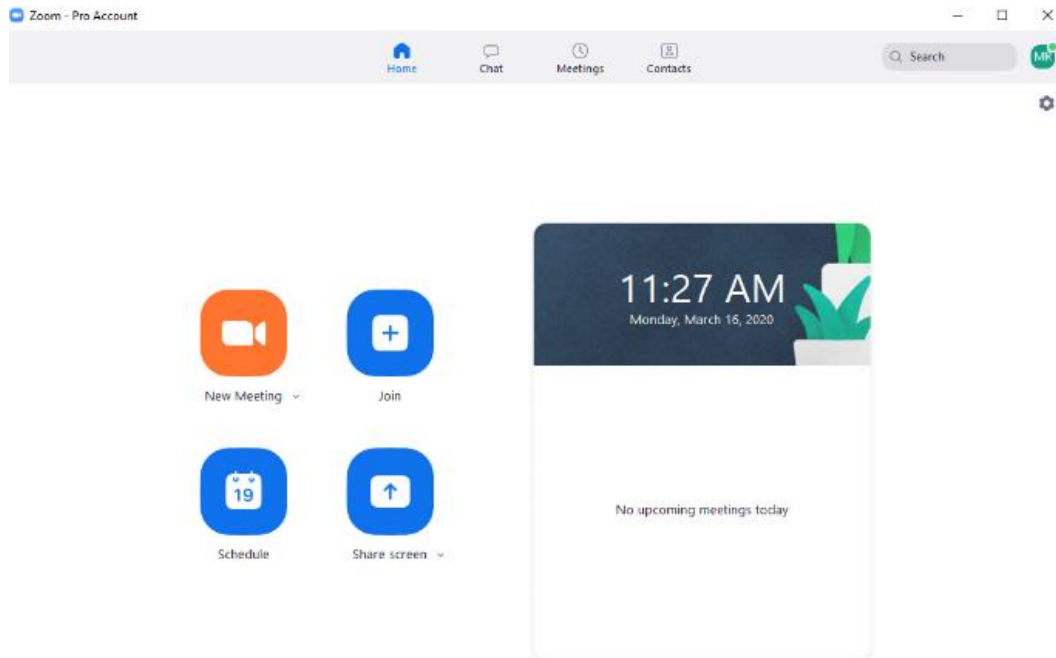 Zoom - Pro Account
Home Chat Meetings Contacts
Search
MK
11:27 AM
Monday, March 16, 2020
New Meeting
Join
19
Schedule
Share screen
No upcoming meetings today